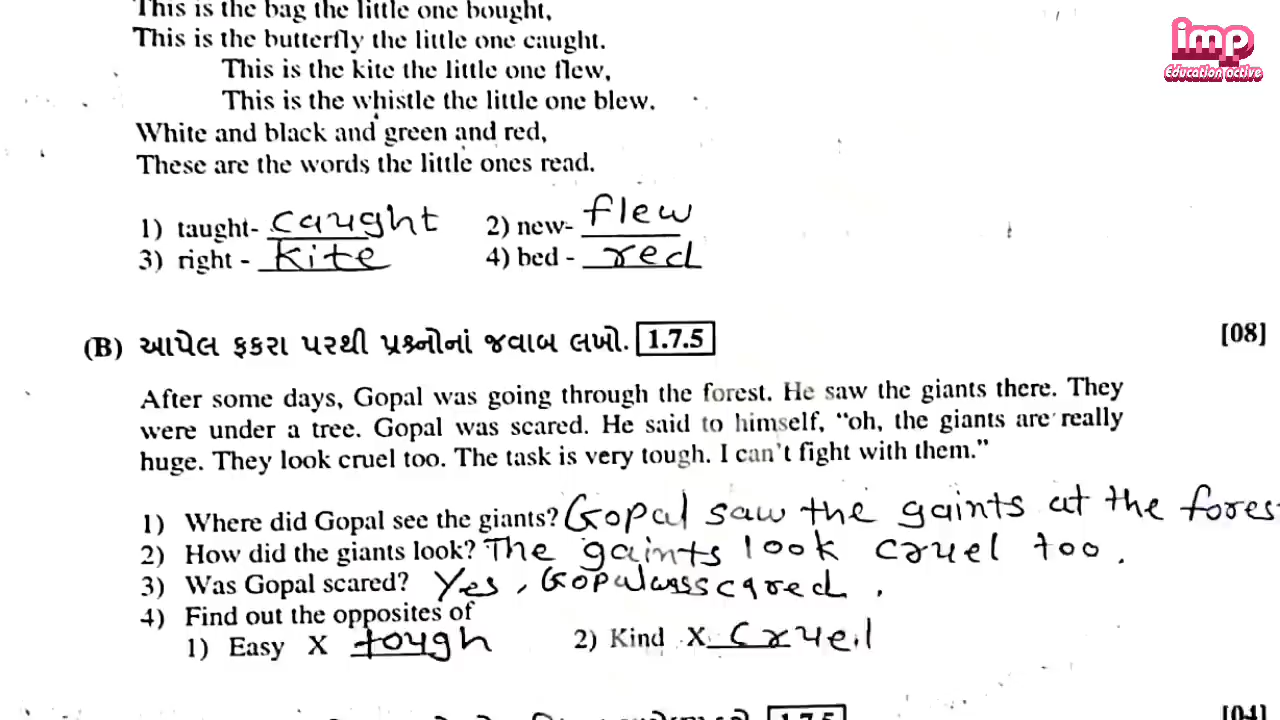 This is the bag the little one bought,
This is the butterfly the little one caught.
This is the kite the little one flew,
This is the whistle the little one blew.
White and black and green and red,
These are the words the little ones read.
1) taught- caught 2) new- flew
3) right - kite 4) bed - red
(B) આપેલ ફકરા પરથી પ્રશ્નોનાં જવાબ લખો. 1.7.5 [08]
After some days, Gopal was going through the forest. He saw the giants there. They
were under a tree. Gopal was scared. He said to himself, “oh, the giants are really
huge. They look cruel too. The task is very tough. I can't fight with them.”
1) Where did Gopal see the giants? Gopal saw the gaints at the fores
2) How did the giants look? The gaints look cruel too.
3) Was Gopal scared? Yes, Gopal was scared.
4) Find out the opposites of
1) Easy X tough 2) Kind X crueil
1.7.5 [04]
imp
Education active